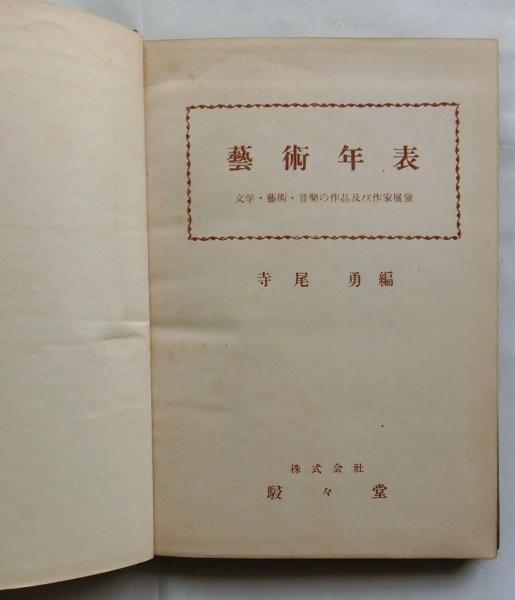 藝術年表
文学・藝術・音樂の作品及び作家展望
寺尾 勇編
株式会社
駸々堂